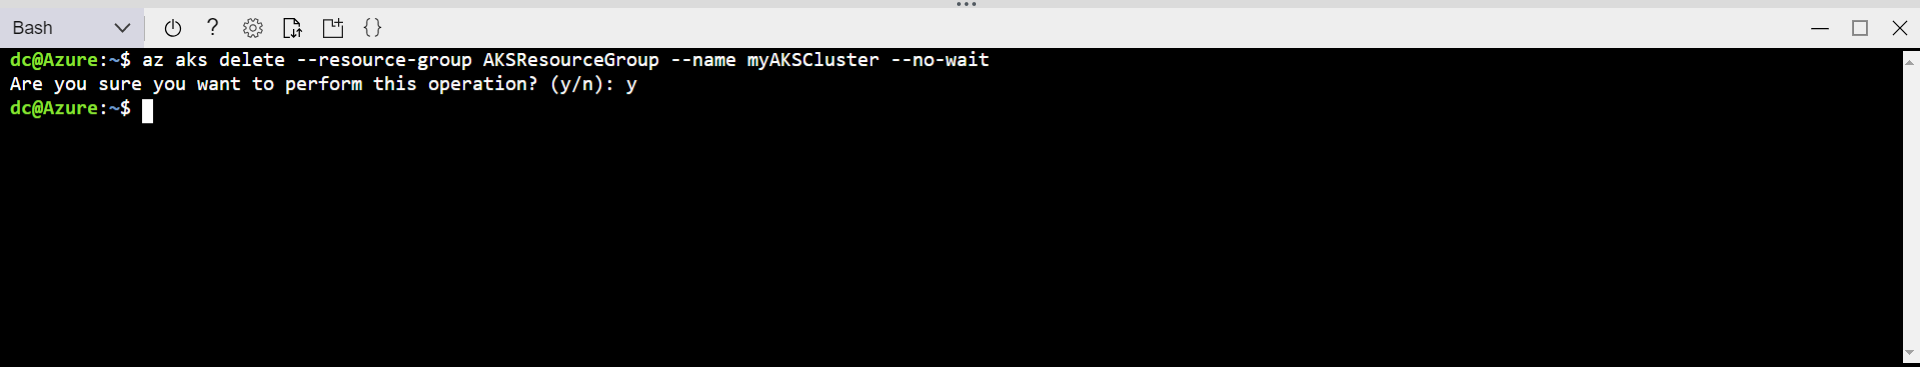 Bash
dc@Azure:~$ az aks delete --resource-group AKSResourceGroup --name myAKSCluster --no-wait
Are you sure you want to perform this operation? (y/n): y
dc@Azure:~$